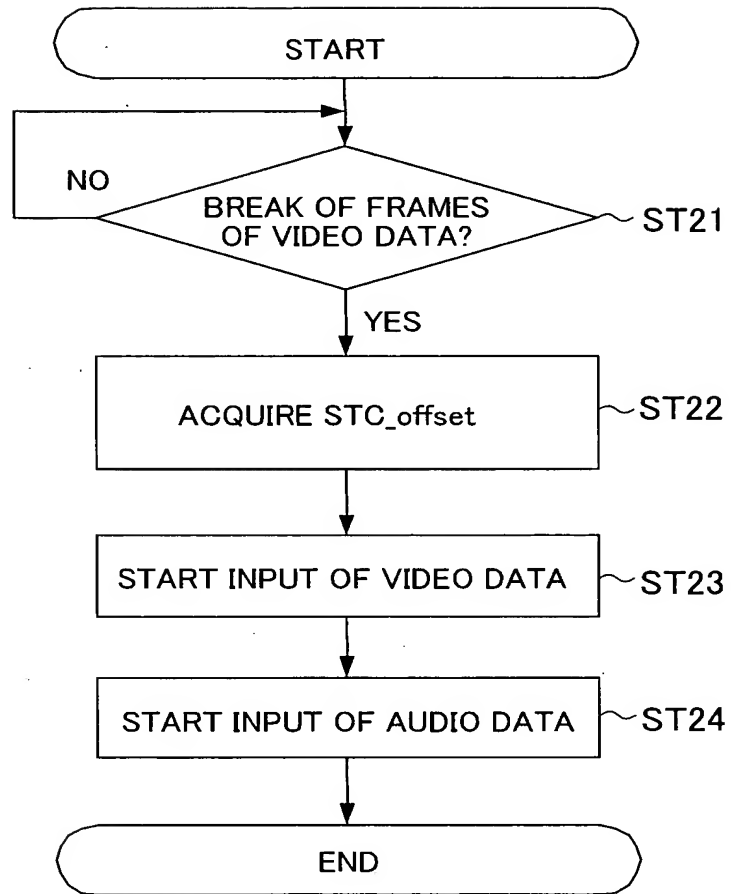 START
NO
BREAK OF FRAMES
OF VIDEO DATA?
ST21
YES
ACQUIRE STC_offset
ST22
START INPUT OF VIDEO DATA
ST23
START INPUT OF AUDIO DATA
ST24
END